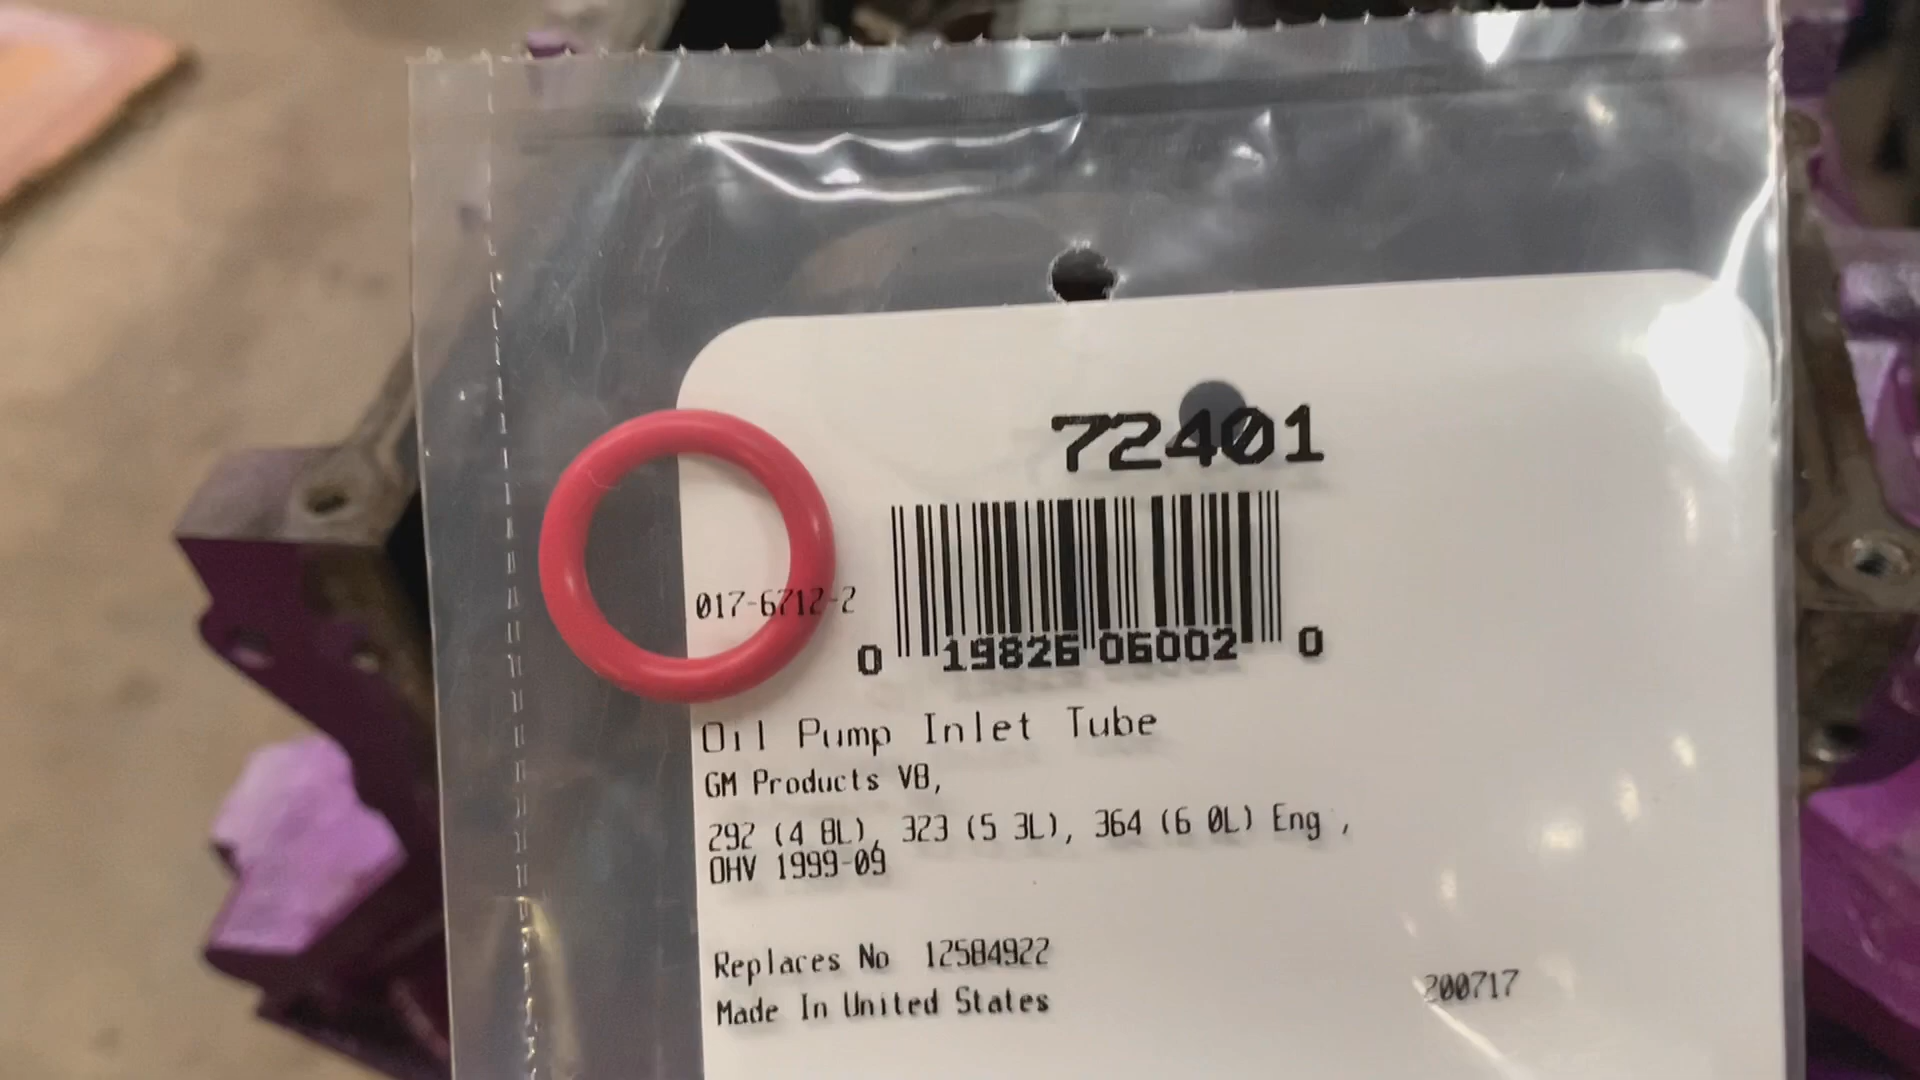 72401
017-6712-2
0 19826 06002 0
Oil Pump Inlet Tube
GM Products V8,
292 (4 8L), 323 (5 3L), 364 (6 0L) Eng ,
OHV 1999-09
Replaces No 12584922
Made In United States
200717